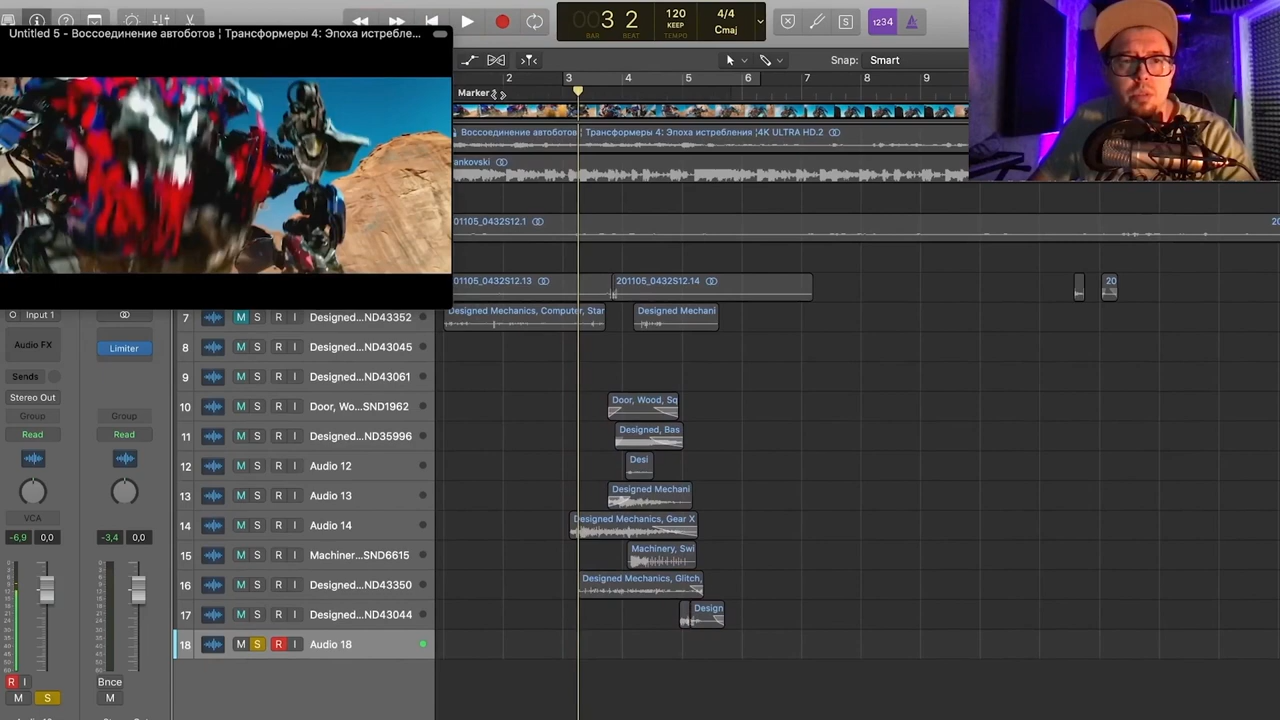 Untitled 5 - Воссоединение автоботов ¦ Трансформеры 4: Эпоха истребле...
3 2
BAR BEAT
120
KEEP
TEMPO
4/4
Cmaj
1234
S
Snap: Smart
2 3 4 5 6 7 8 9
Marker
Воссоединение автоботов ¦ Трансформеры 4: Эпоха истребления ¦4K ULTRA HD.2
ankovski
01105_0432S12.1
20
01105_0432S12.13
201105_0432S12.14
20
Input 1
Audio FX
Sends
Stereo Out
Group
Read
VCA
-6,9 0,0
R I
M S
Limiter
Group
Read
-3,4 0,0
Bnce
M
7 M S R I Designed...ND43352
Designed Mechanics, Computer, Star
Designed Mechani
8 M S R I Designed...ND43045
9 M S R I Designed...ND43061
10 M S R I Door, Wo...SND1962
Door, Wood, Sq
11 M S R I Designed...ND35996
Designed, Bas
12 M S R I Audio 12
Desi
13 M S R I Audio 13
Designed Mechani
14 M S R I Audio 14
Designed Mechanics, Gear X
15 M S R I Machiner...SND6615
Machinery, Swi
16 M S R I Designed...ND43350
Designed Mechanics, Glitch,
17 M S R I Designed...ND43044
Design
18 M S R I Audio 18